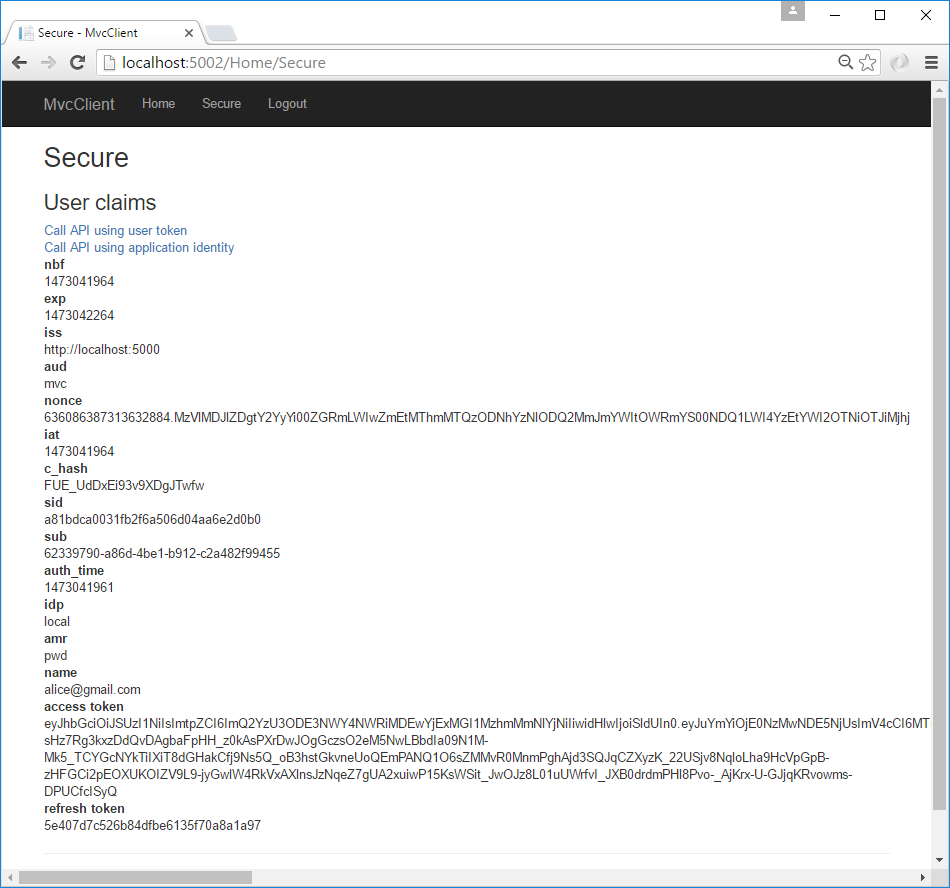 Secure - MvcClient
localhost:5002/Home/Secure
MvcClient Home Secure Logout
Secure
User claims
Call API using user token
Call API using application identity
nbf
1473041964
exp
1473042264
iss
http://localhost:5000
aud
mvc
nonce
636086387313632884.MzVlMDJlZDgtY2YyYi00ZGRmLWIwZmEtMThmMTQzODNhYzNlODQ2MmJmYWItOWRmYS00NDQ1LWI4YzEtYWI2OTNiOTJiMjhj
iat
1473041964
c_hash
FUE_UdDxEi93v9XDgJTwfw
sid
a81bdca0031fb2f6a506d04aa6e2d0b0
sub
62339790-a86d-4be1-b912-c2a482f99455
auth_time
1473041961
idp
local
amr
pwd
name
alice@gmail.com
access token
eyJhbGciOiJSUzI1NiIsImtpZCI6ImQ2YzU3ODE3NWY4NWRiMDEwYjExMGI1MzhmMmNlYjNiIiwidHlwIjoiSldUIn0.eyJuYmYiOjE0NzMwNDE5NjUsImV4cCI6MT
sHz7Rg3kxzDdQvDAgbaFpHH_z0kAsPXrDwJOgGczsO2eM5NwLBbdIa09N1M-
Mk5_TCYGcNYkTiIXiT8dGHakCfj9Ns5Q_oB3hstGkvneUoQEmPANQ1O6sZMMvR0MnmPghAjd3SQJqCZXyzK_22USjv8NqloLha9HcVpGpB-
zHFGCi2pEOXUKOIZV9L9-jyGwIW4RkVxAXInsJzNqeZ7gUA2xuiwP15KsWSit_JwOJz8L01uUWrfvI_JXB0drdmPHI8Pvo-_AjKrx-U-GJjqKRvowms-
DPUCfcISyQ
refresh token
5e407d7c526b84dfbe6135f70a8a1a97